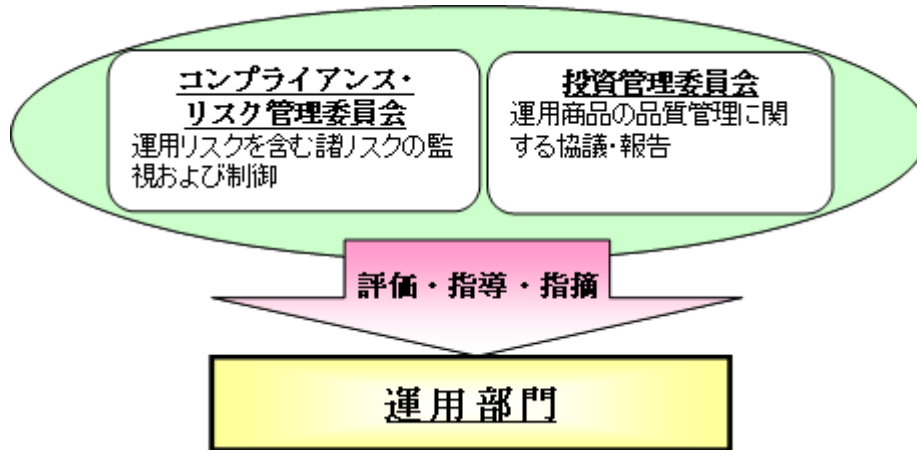 コンプライアンス・
リスク管理委員会
運用リスクを含む諸リスクの監
視および制御
投資管理委員会
運用商品の品質管理に関
する協議・報告
評価・指導・指摘
運用部門